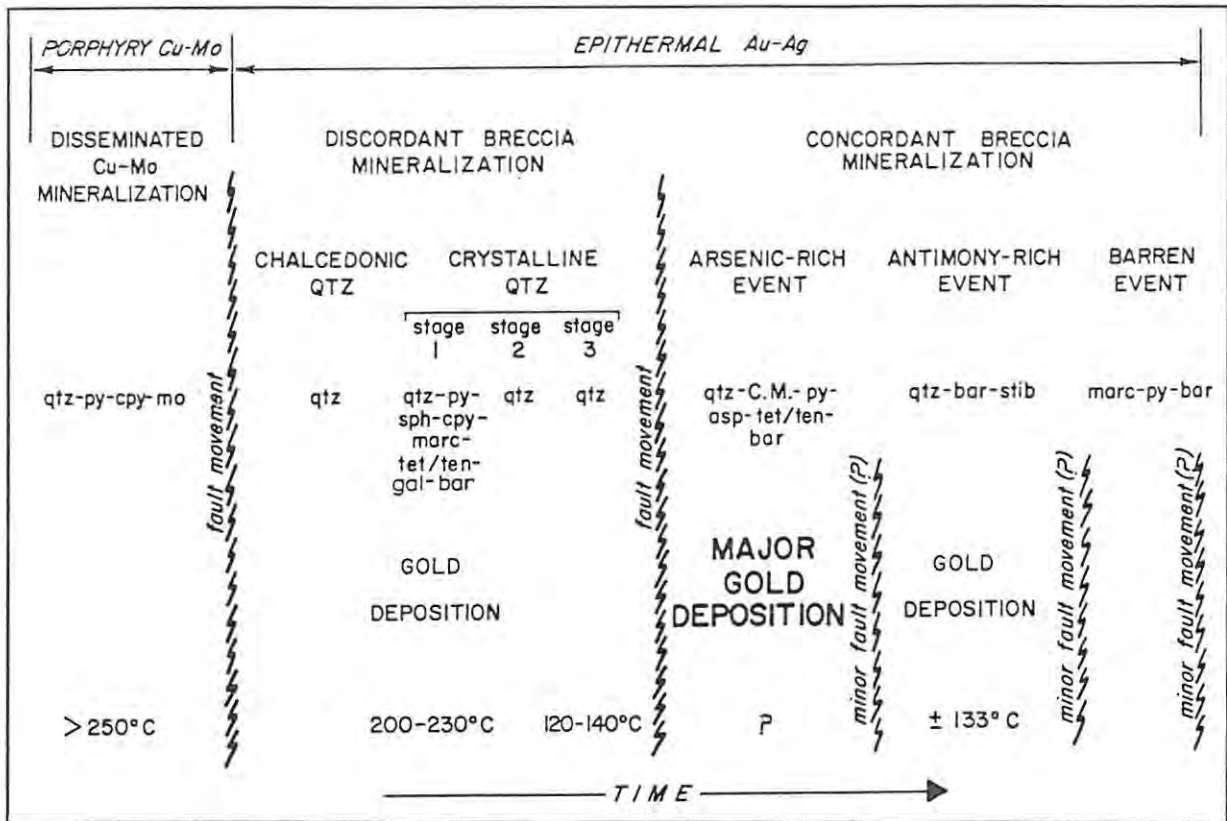 PORPHYRY Cu-Mo
EPITHERMAL Au-Ag
DISSEMINATED
Cu-Mo
MINERALIZATION
DISCORDANT BRECCIA
MINERALIZATION
CONCORDANT BRECCIA
MINERALIZATION
CHALCEDONIC
QTZ
CRYSTALLINE
QTZ
stage
1
stage
2
stage
3
ARSENIC-RICH
EVENT
ANTIMONY-RICH
EVENT
BARREN
EVENT
qtz-py-cpy-mo
fault movement
qtz
qtz-py-
sph-cpy-
marc-
tet/ten-
gal-bar
qtz
qtz
fault movement
qtz-C.M.-py-
asp-tet/ten-
bar
qtz-bar-stib
marc-py-bar
GOLD
DEPOSITION
MAJOR
GOLD
DEPOSITION
minor fault movement (?)
GOLD
DEPOSITION
minor fault movement (?)
minor fault movement (?)
>250°C
200-230°C
120-140°C
?
± 133°C
TIME